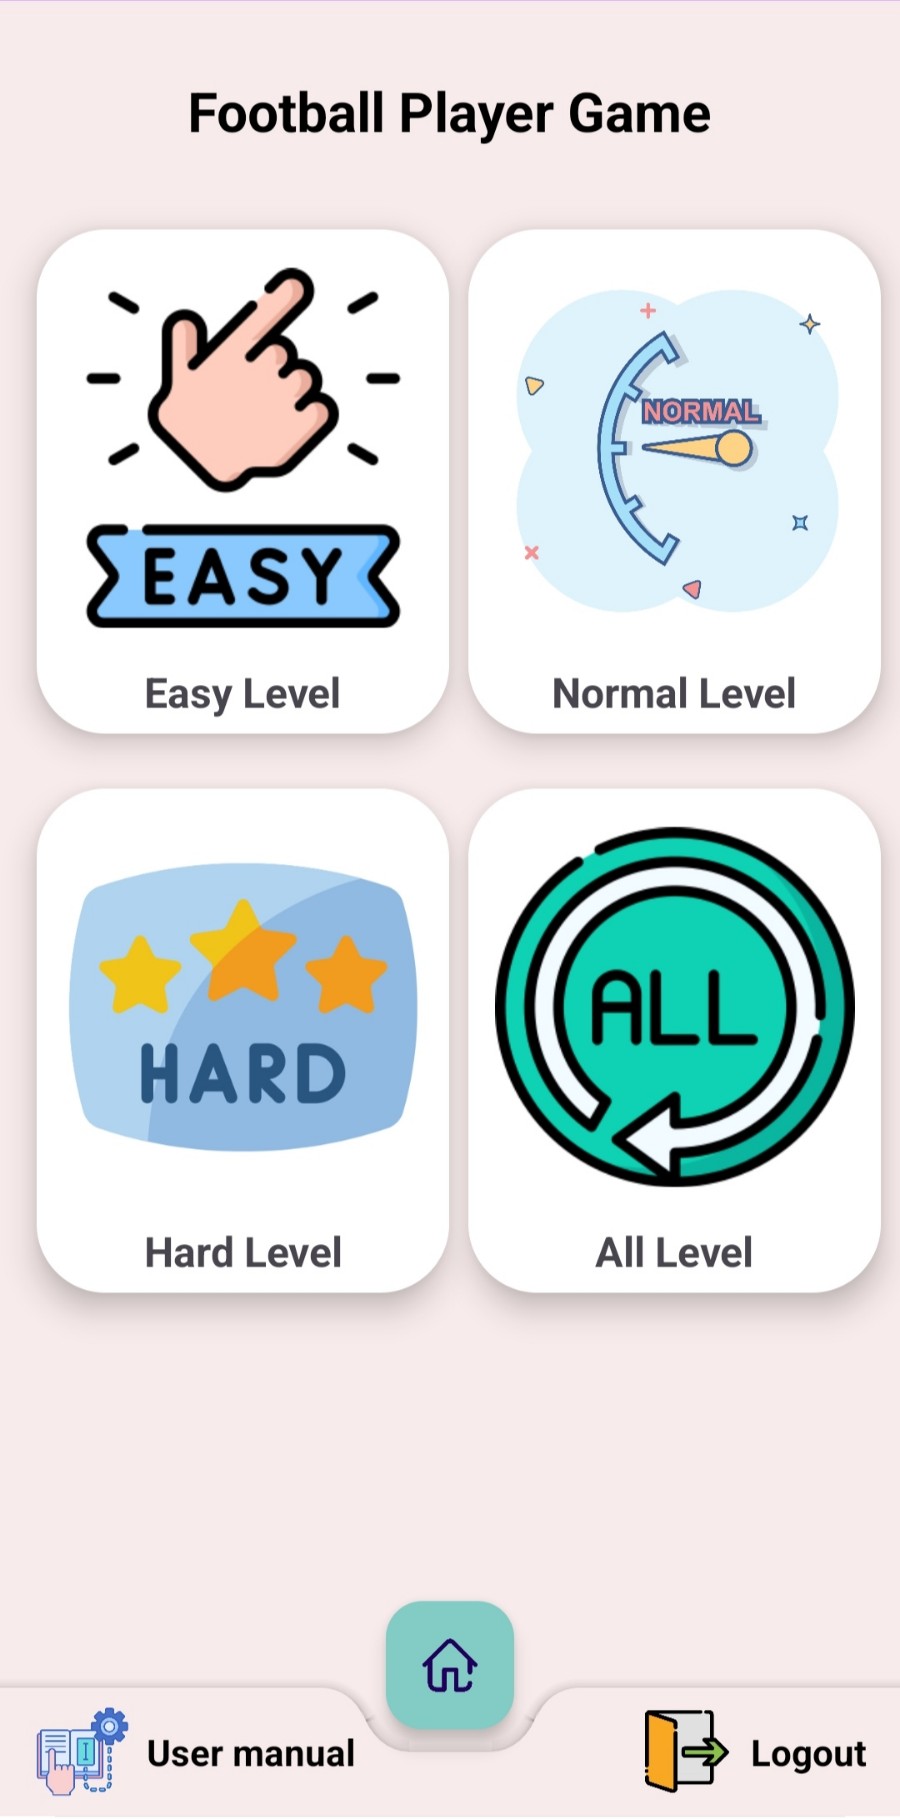 Football Player Game
EASY
Easy Level
NORMAL
Normal Level
HARD
Hard Level
ALL
All Level
User manual
Logout